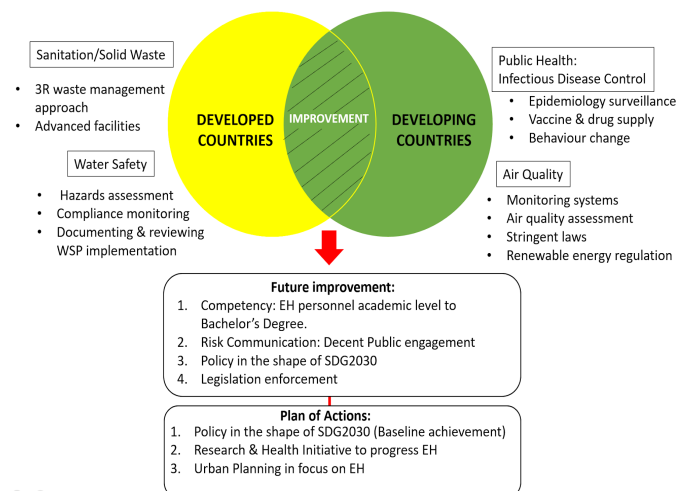 Sanitation/Solid Waste
• 3R waste management
approach
• Advanced facilities
Water Safety
• Hazards assessment
• Compliance monitoring
• Documenting & reviewing
WSP implementation
DEVELOPED
COUNTRIES
IMPROVEMENT
DEVELOPING
COUNTRIES
Public Health:
Infectious Disease Control
• Epidemiology surveillance
• Vaccine & drug supply
• Behaviour change
Air Quality
• Monitoring systems
• Air quality assessment
• Stringent laws
• Renewable energy regulation
Future improvement:
1. Competency: EH personnel academic level to
Bachelor's Degree.
2. Risk Communication: Decent Public engagement
3. Policy in the shape of SDG2030
4. Legislation enforcement
Plan of Actions:
1. Policy in the shape of SDG2030 (Baseline achievement)
2. Research & Health Initiative to progress EH
3. Urban Planning in focus on EH